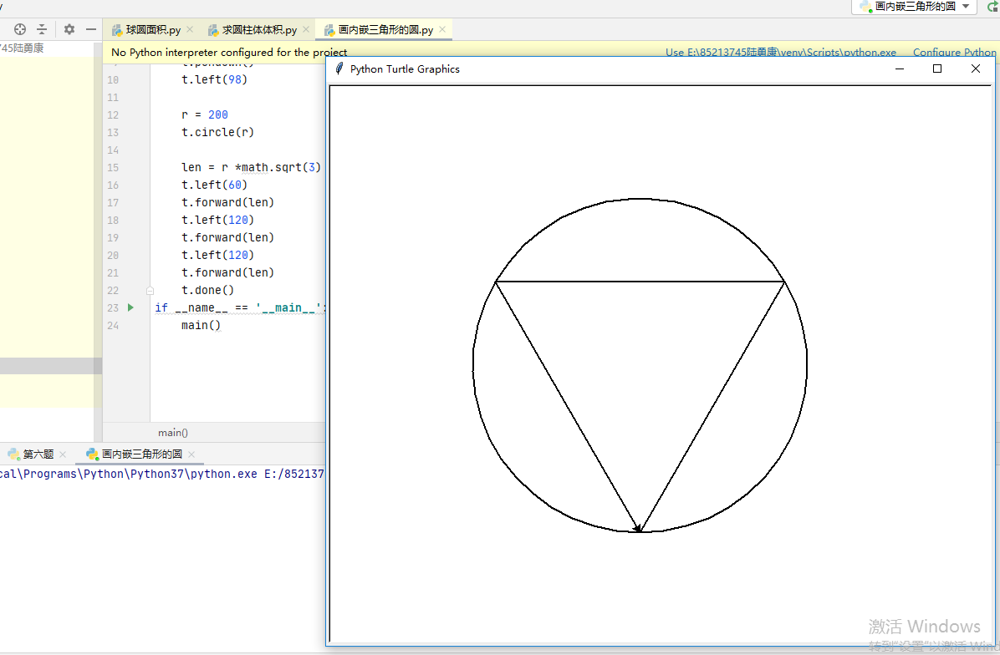 画内嵌三角形的圆
745陆萸康
球圆面积.py
求圆柱体体积.py
画内嵌三角形的圆.py
No Python interpreter configured for the project
Use E:\85213745陆萸康\venv\Scripts\python.exe
Configure Python
Python Turtle Graphics
10 t.left(98)
11
12 r = 200
13 t.circle(r)
14
15 len = r *math.sqrt(3)
16 t.left(60)
17 t.forward(len)
18 t.left(120)
19 t.forward(len)
20 t.left(120)
21 t.forward(len)
22 t.done()
23 if __name__ == '__main__':
24 main()
main()
第六题
画内嵌三角形的圆
cal\Programs\Python\Python37\python.exe E:/852137
激活 Windows
转到"设置"以激活 Wind